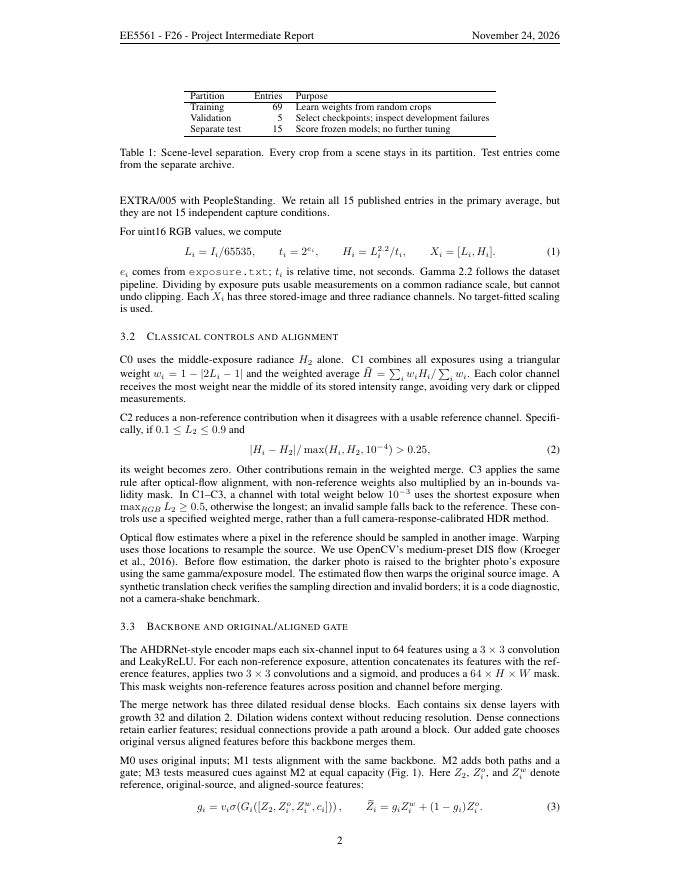 EE5561 - F26 - Project Intermediate Report November 24, 2026
Partition Entries Purpose
Training 69 Learn weights from random crops
Validation 5 Select checkpoints; inspect development failures
Separate test 15 Score frozen models; no further tuning
Table 1: Scene-level separation. Every crop from a scene stays in its partition. Test entries come
from the separate archive.
EXTRA/005 with PeopleStanding. We retain all 15 published entries in the primary average, but
they are not 15 independent capture conditions.
For uint16 RGB values, we compute
L_i = I_i/65535, t_i = 2^{e_i}, H_i = L_i^{2.2}/t_i, X_i = [L_i, H_i]. (1)
e_i comes from exposure.txt; t_i is relative time, not seconds. Gamma 2.2 follows the dataset
pipeline. Dividing by exposure puts usable measurements on a common radiance scale, but cannot
undo clipping. Each X_i has three stored-image and three radiance channels. No target-fitted scaling
is used.
3.2 CLASSICAL CONTROLS AND ALIGNMENT
C0 uses the middle-exposure radiance H_2 alone. C1 combines all exposures using a triangular
weight w_i = 1 − |2L_i − 1| and the weighted average H̃ = ∑_i w_i H_i / ∑_i w_i. Each color channel
receives the most weight near the middle of its stored intensity range, avoiding very dark or clipped
measurements.
C2 reduces a non-reference contribution when it disagrees with a usable reference channel. Specifi-
cally, if 0.1 ≤ L_2 ≤ 0.9 and
|H_i − H_2|/ max(H_i, H_2, 10^{−4}) > 0.25, (2)
its weight becomes zero. Other contributions remain in the weighted merge. C3 applies the same
rule after optical-flow alignment, with non-reference weights also multiplied by an in-bounds va-
lidity mask. In C1–C3, a channel with total weight below 10^{−3} uses the shortest exposure when
max_{RGB} L_2 ≥ 0.5, otherwise the longest; an invalid sample falls back to the reference. These con-
trols use a specified weighted merge, rather than a full camera-response-calibrated HDR method.
Optical flow estimates where a pixel in the reference should be sampled in another image. Warping
uses those locations to resample the source. We use OpenCV's medium-preset DIS flow (Kroeger
et al., 2016). Before flow estimation, the darker photo is raised to the brighter photo's exposure
using the same gamma/exposure model. The estimated flow then warps the original source image. A
synthetic translation check verifies the sampling direction and invalid borders; it is a code diagnostic,
not a camera-shake benchmark.
3.3 BACKBONE AND ORIGINAL/ALIGNED GATE
The AHDRNet-style encoder maps each six-channel input to 64 features using a 3 × 3 convolution
and LeakyReLU. For each non-reference exposure, attention concatenates its features with the ref-
erence features, applies two 3 × 3 convolutions and a sigmoid, and produces a 64 × H × W mask.
This mask weights non-reference features across position and channel before merging.
The merge network has three dilated residual dense blocks. Each contains six dense layers with
growth 32 and dilation 2. Dilation widens context without reducing resolution. Dense connections
retain earlier features; residual connections provide a path around a block. Our added gate chooses
original versus aligned features before this backbone merges them.
M0 uses original inputs; M1 tests alignment with the same backbone. M2 adds both paths and a
gate; M3 tests measured cues against M2 at equal capacity (Fig. 1). Here Z_2, Z_i^o, and Z_i^w denote
reference, original-source, and aligned-source features:
g_i = v_i σ(G_i([Z_2, Z_i^o, Z_i^w, c_i])), Z̃_i = g_i Z_i^w + (1 − g_i)Z_i^o. (3)
2